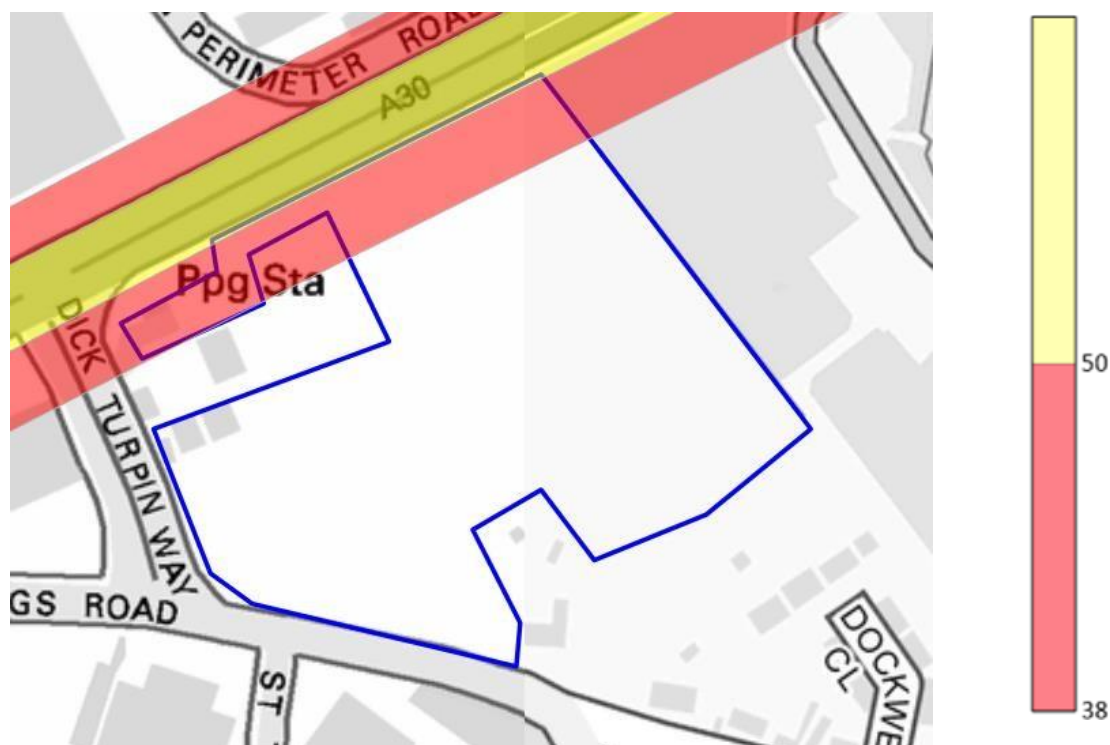 PERIMETER ROAD
A30
Ppg Sta
DICK TURPIN WAY
GS ROAD
ST
DOCKWE
CL
50
38